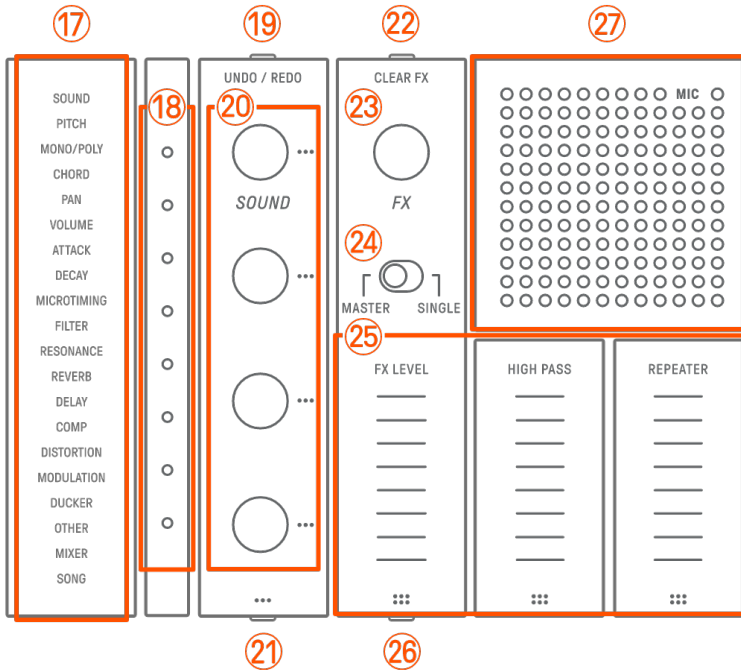 17
19
22
27
UNDO / REDO
CLEAR FX
SOUND
PITCH
MONO/POLY
CHORD
PAN
VOLUME
ATTACK
DECAY
MICROTIMING
FILTER
RESONANCE
REVERB
DELAY
COMP
DISTORTION
MODULATION
DUCKER
OTHER
MIXER
SONG
18
20
SOUND
23
FX
24
MASTER
SINGLE
MIC
25
FX LEVEL
HIGH PASS
REPEATER
21
26